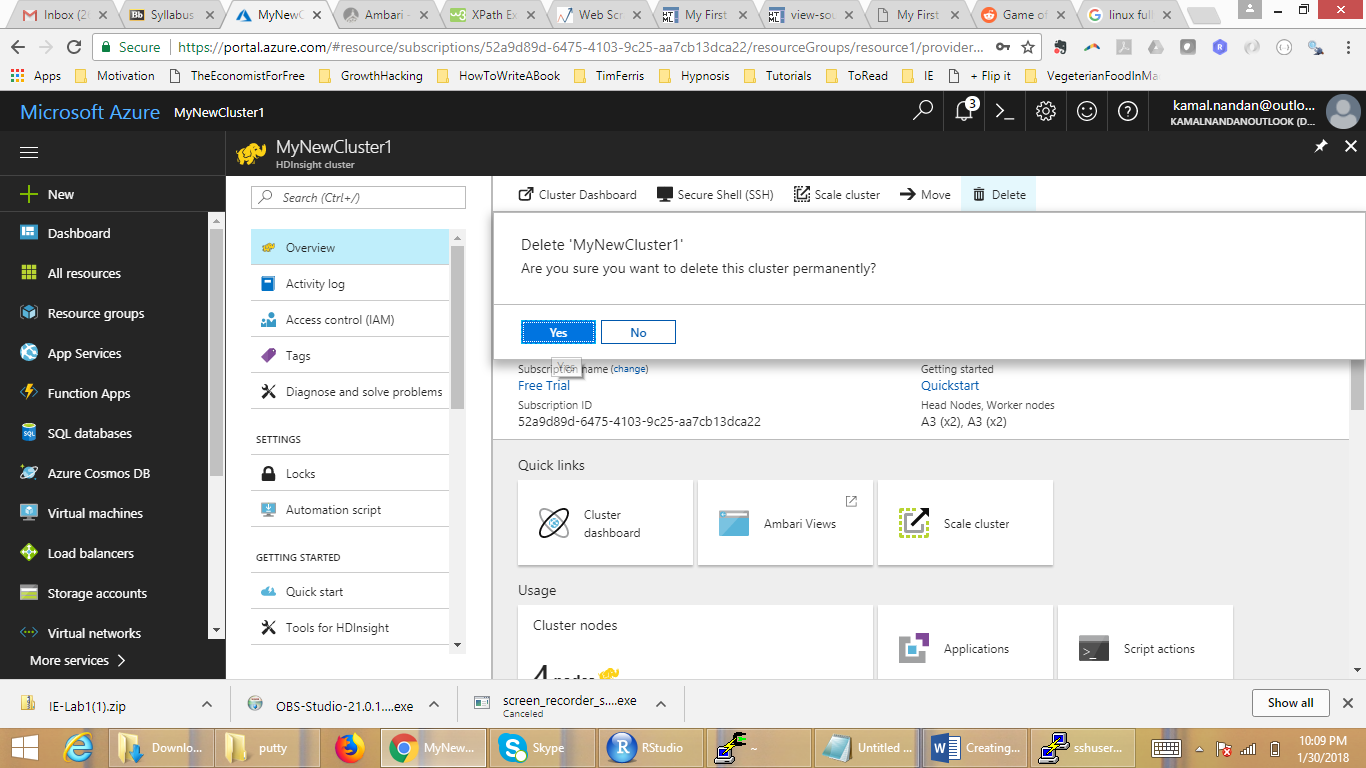 Inbox (20
Syllabus
MyNewC
Ambari -
XPath Ex
Web Scr
My First
view-sou
My First
Game of
linux full
Secure
https://portal.azure.com/#resource/subscriptions/52a9d89d-6475-4103-9c25-aa7cb13dca22/resourceGroups/resource1/provider...
Apps
Motivation
TheEconomistForFree
GrowthHacking
HowToWriteABook
TimFerris
Hypnosis
Tutorials
ToRead
IE
+ Flip it
VegeterianFoodInMa
Microsoft Azure
MyNewCluster1
3
kamal.nandan@outlo...
KAMALNANDANOUTLOOK (D...
MyNewCluster1
HDInsight cluster
New
Dashboard
All resources
Resource groups
App Services
Function Apps
SQL databases
Azure Cosmos DB
Virtual machines
Load balancers
Storage accounts
Virtual networks
More services
Search (Ctrl+/)
Overview
Activity log
Access control (IAM)
Tags
Diagnose and solve problems
SETTINGS
Locks
Automation script
GETTING STARTED
Quick start
Tools for HDInsight
Cluster Dashboard
Secure Shell (SSH)
Scale cluster
Move
Delete
Delete 'MyNewCluster1'
Are you sure you want to delete this cluster permanently?
Yes
No
Yes
Subscription name (change)
Free Trial
Subscription ID
52a9d89d-6475-4103-9c25-aa7cb13dca22
Getting started
Quickstart
Head Nodes, Worker nodes
A3 (x2), A3 (x2)
Quick links
Cluster
dashboard
Ambari Views
Scale cluster
Usage
Cluster nodes
4 nodes
Applications
Script actions
IE-Lab1(1).zip
OBS-Studio-21.0.1....exe
screen_recorder_s....exe
Canceled
Show all
Downlo...
putty
MyNew...
Skype
RStudio
~
Untitled ...
Creating...
sshuser...
10:09 PM
1/30/2018